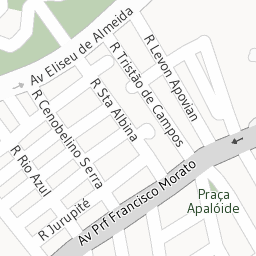 Av Eliseu de Almeida
R Levon Apovian
R Tristão de Campos
R Sta Albina
R Cenobelino Serra
R Rio Azul
R Jurupité
Av Prf Francisco Morato
Praça
Apalóide